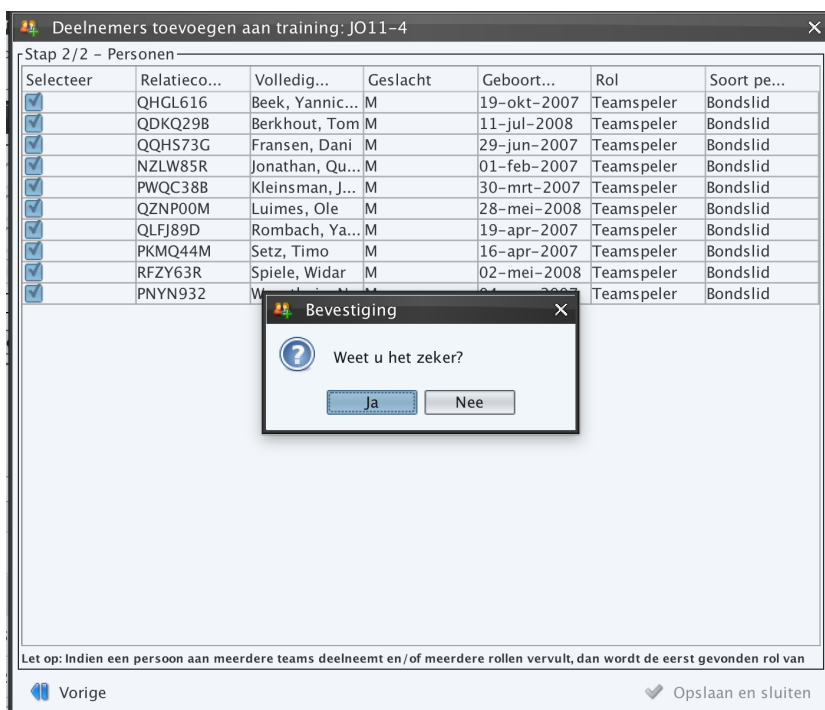 Deelnemers toevoegen aan training: JO11-4
Stap 2/2 - Personen
Selecteer Relatieco... Volledig... Geslacht Geboort... Rol Soort pe...
QHGL616 Beek, Yannic... M 19-okt-2007 Teamspeler Bondslid
QDKQ29B Berkhout, Tom M 11-jul-2008 Teamspeler Bondslid
QQHS73G Fransen, Dani M 29-jun-2007 Teamspeler Bondslid
NZLW85R Jonathan, Qu... M 01-feb-2007 Teamspeler Bondslid
PWQC38B Kleinsman, J... M 30-mrt-2007 Teamspeler Bondslid
QZNP00M Luimes, Ole M 28-mei-2008 Teamspeler Bondslid
QLFJ89D Rombach, Ya... M 19-apr-2007 Teamspeler Bondslid
PKMQ44M Setz, Timo M 16-apr-2007 Teamspeler Bondslid
RFZY63R Spiele, Widar M 02-mei-2008 Teamspeler Bondslid
PNYN932 Teamspeler Bondslid
Bevestiging
Weet u het zeker?
Ja Nee
Let op: Indien een persoon aan meerdere teams deelneemt en/of meerdere rollen vervult, dan wordt de eerst gevonden rol van
Vorige Opslaan en sluiten